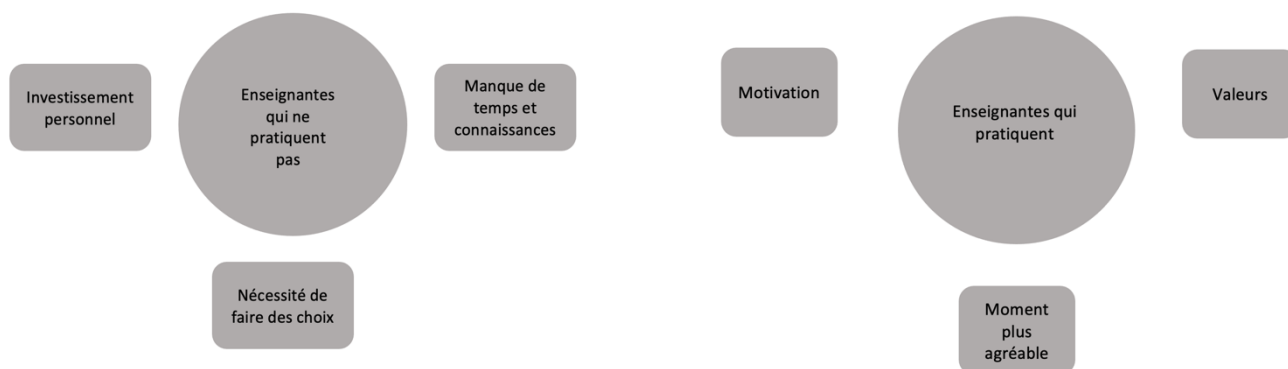 Investissement
personnel
Enseignantes
qui ne
pratiquent
pas
Manque de
temps et
connaissances
Nécessité de
faire des choix
Motivation
Enseignantes qui
pratiquent
Valeurs
Moment
plus
agréable